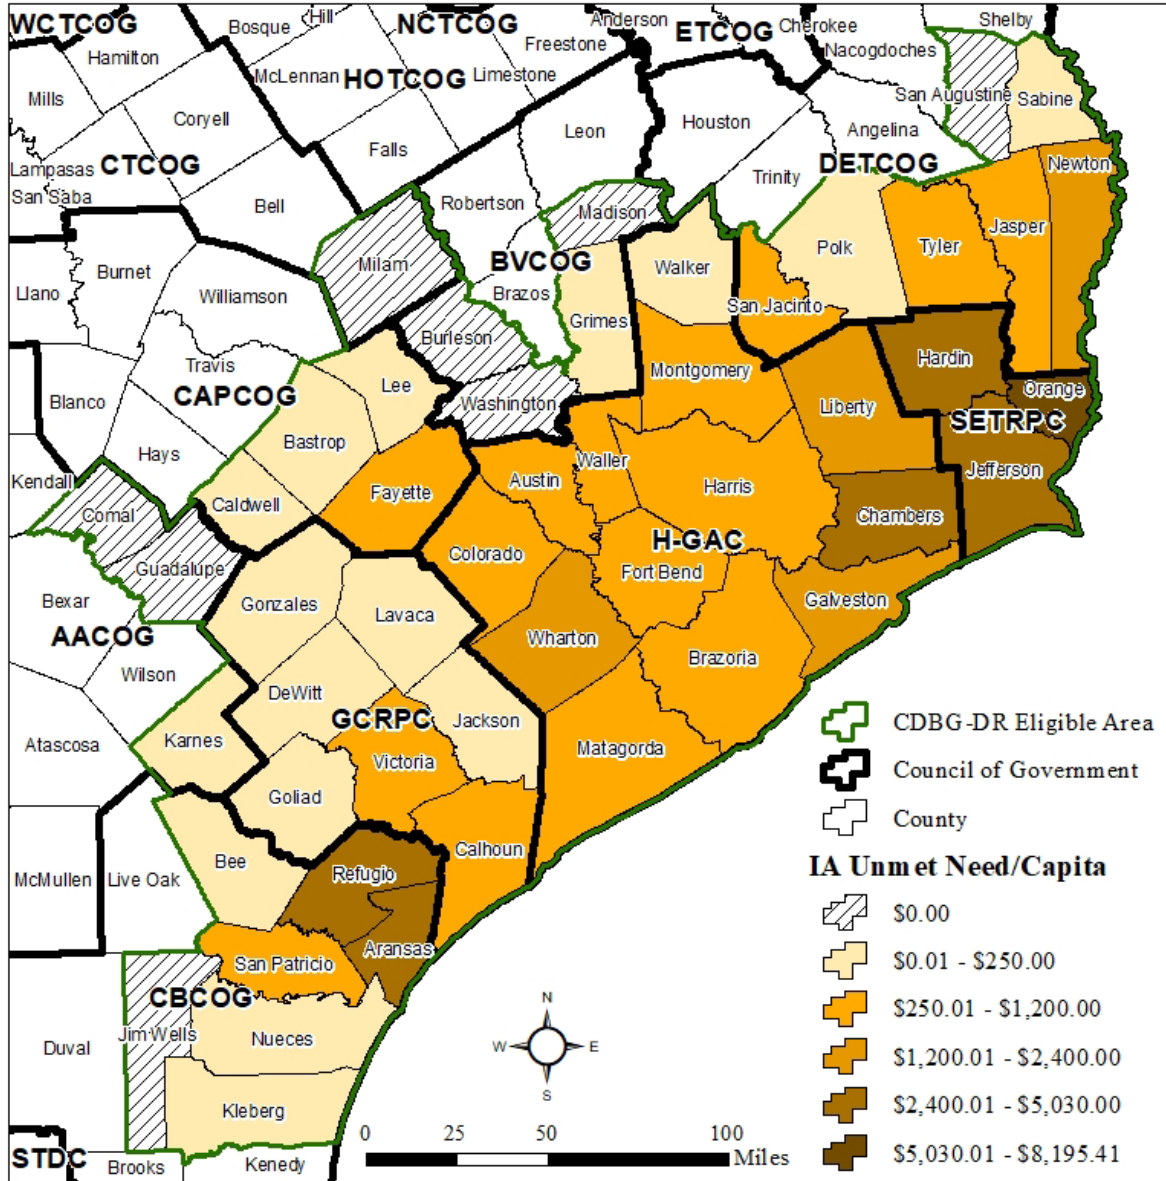 WCTCOG
Bosque
Hill
NCTCOG
Anderson
ETCOG
Cherokee
Shelby
Hamilton
McLennan
HOTCOG
Limestone
Freestone
Nacogdoches
Mills
Coryell
Leon
Houston
San Augustine
Sabine
Falls
Angelina
Lampasas
CTCOG
DETCOG
Newton
San Saba
Bell
Robertson
Madison
Trinity
Jasper
Burnet
Milam
BVCOG
Walker
Polk
Tyler
Llano
Williamson
Brazos
Grimes
San Jacinto
Burleson
Hardin
Travis
Lee
Montgomery
Orange
Blanco
CAPCOG
Washington
Liberty
SETRPC
Hays
Bastrop
Waller
Jefferson
Kendall
Caldwell
Fayette
Austin
Harris
Chambers
Comal
Colorado
H-GAC
Guadalupe
Fort Bend
Bexar
Gonzales
Lavaca
Galveston
AACOG
Wharton
Wilson
Brazoria
DeWitt
GCRPC
Jackson
Atascosa
Karnes
Victoria
Matagorda
Goliad
Bee
Calhoun
McMullen
Live Oak
Refugio
Aransas
San Patricio
CBCOG
Duval
Jim Wells
Nueces
Kleberg
STDC
Brooks
Kenedy
CDBG-DR Eligible Area
Council of Government
County
IA Unmet Need/Capita
$0.00
$0.01 - $250.00
$250.01 - $1,200.00
$1,200.01 - $2,400.00
$2,400.01 - $5,030.00
$5,030.01 - $8,195.41
N
W
E
S
0
25
50
100
Miles